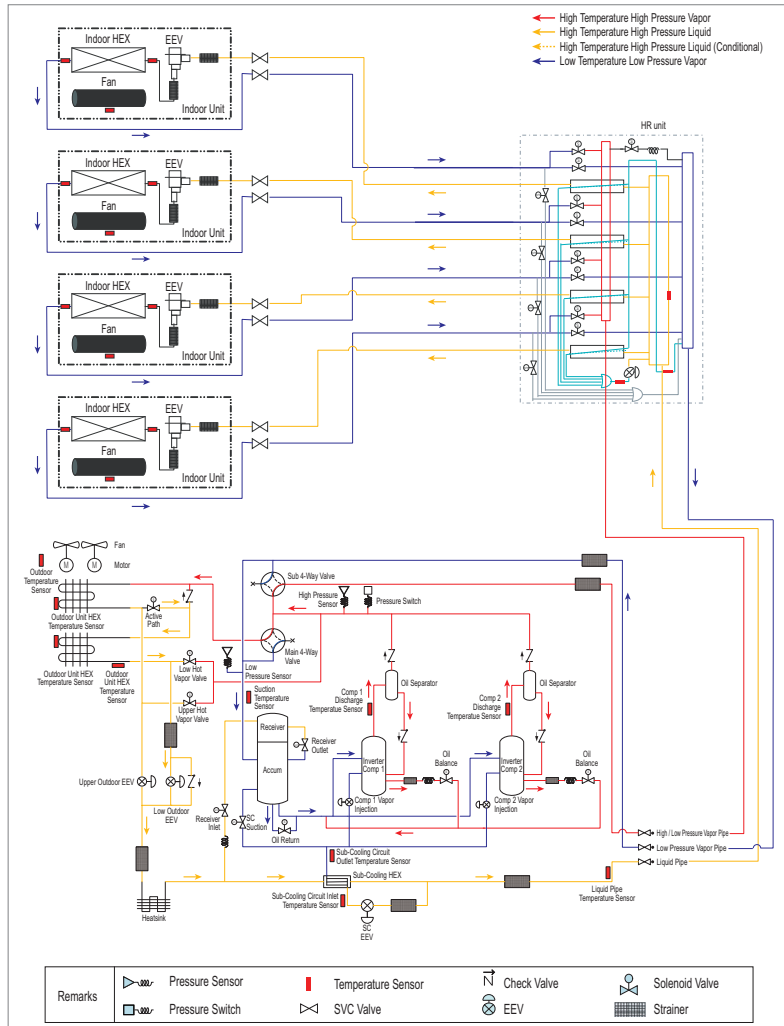 High Temperature High Pressure Vapor
High Temperature High Pressure Liquid
High Temperature High Pressure Liquid (Conditional)
Low Temperature Low Pressure Vapor
Indoor HEX
EEV
Fan
Indoor Unit
HR unit
Indoor HEX
EEV
Fan
Indoor Unit
Indoor HEX
EEV
Fan
Indoor Unit
Indoor HEX
EEV
Fan
Indoor Unit
Fan
M
M
Motor
Outdoor
Temperature
Sensor
Sub 4-Way Valve
High Pressure
Sensor
Pressure Switch
Outdoor Unit HEX
Temperature Sensor
Active
Path
Main 4-Way
Valve
Outdoor Unit HEX
Temperature Sensor
Outdoor
Unit HEX
Temperature
Sensor
Low Hot
Vapor Valve
Upper Hot
Vapor Valve
Low
Pressure Sensor
Suction
Temperature
Sensor
Comp 1
Discharge
Temperatue Sensor
Oil Separator
Comp 2
Discharge
Temperatue Sensor
Oil Separator
Receiver
Receiver
Outlet
Accum
Inverter
Comp 1
Oil
Balance
Inverter
Comp 2
Oil
Balance
Upper Outdoor EEV
Low Outdoor
EEV
Receiver
Inlet
SC
Suction
Oil Return
Comp 1 Vapor
Injection
Comp 2 Vapor
Injection
High / Low Pressure Vapor Pipe
Low Pressure Vapor Pipe
Liquid Pipe
Sub-Cooling Circuit
Outlet Temperature Sensor
Sub-Cooling HEX
Sub-Cooling Circuit Inlet
Temperature Sensor
SC
EEV
Liquid Pipe
Temperature Sensor
Heatsink
Remarks
Pressure Sensor
Temperature Sensor
Check Valve
Solenoid Valve
Pressure Switch
SVC Valve
EEV
Strainer